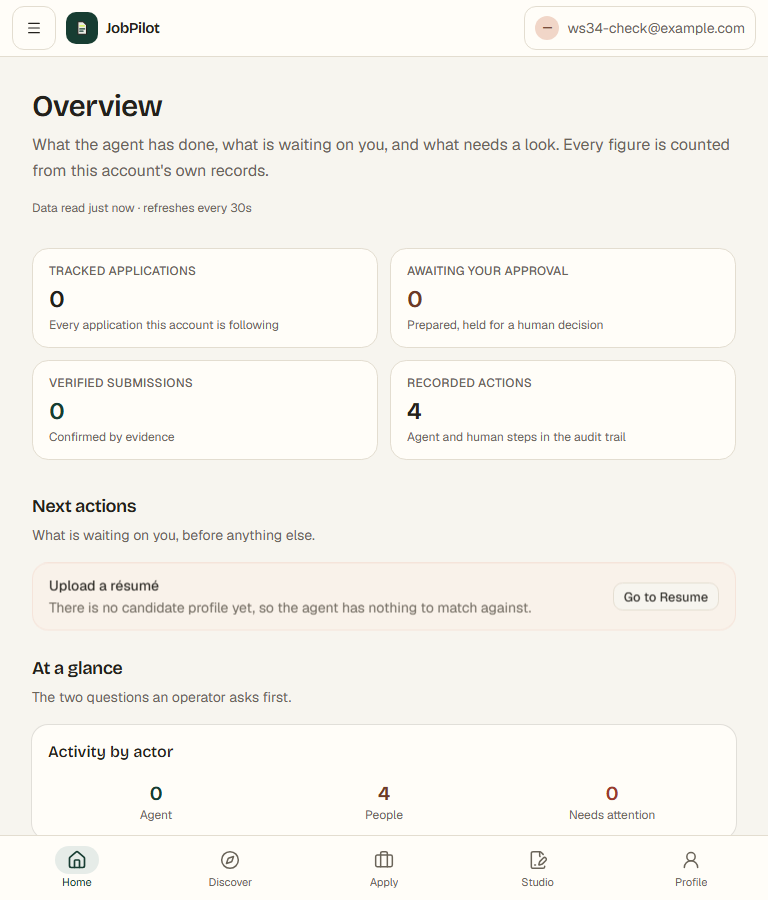 JobPilot
ws34-check@example.com
Overview
What the agent has done, what is waiting on you, and what needs a look. Every figure is counted
from this account's own records.
Data read just now · refreshes every 30s
TRACKED APPLICATIONS
0
Every application this account is following
AWAITING YOUR APPROVAL
0
Prepared, held for a human decision
VERIFIED SUBMISSIONS
0
Confirmed by evidence
RECORDED ACTIONS
4
Agent and human steps in the audit trail
Next actions
What is waiting on you, before anything else.
Upload a résumé
There is no candidate profile yet, so the agent has nothing to match against.
Go to Resume
At a glance
The two questions an operator asks first.
Activity by actor
0
Agent
4
People
0
Needs attention
Home
Discover
Apply
Studio
Profile